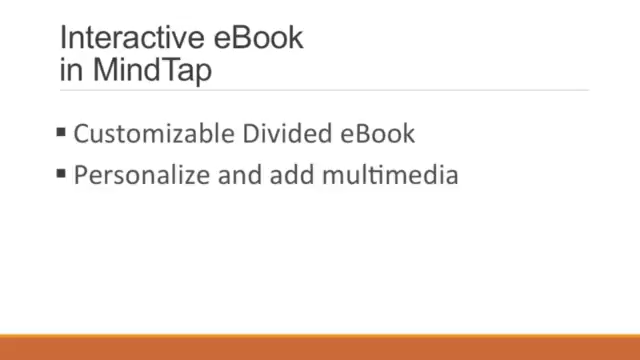 Interactive eBook
in MindTap
▪ Customizable Divided eBook
▪ Personalize and add multimedia